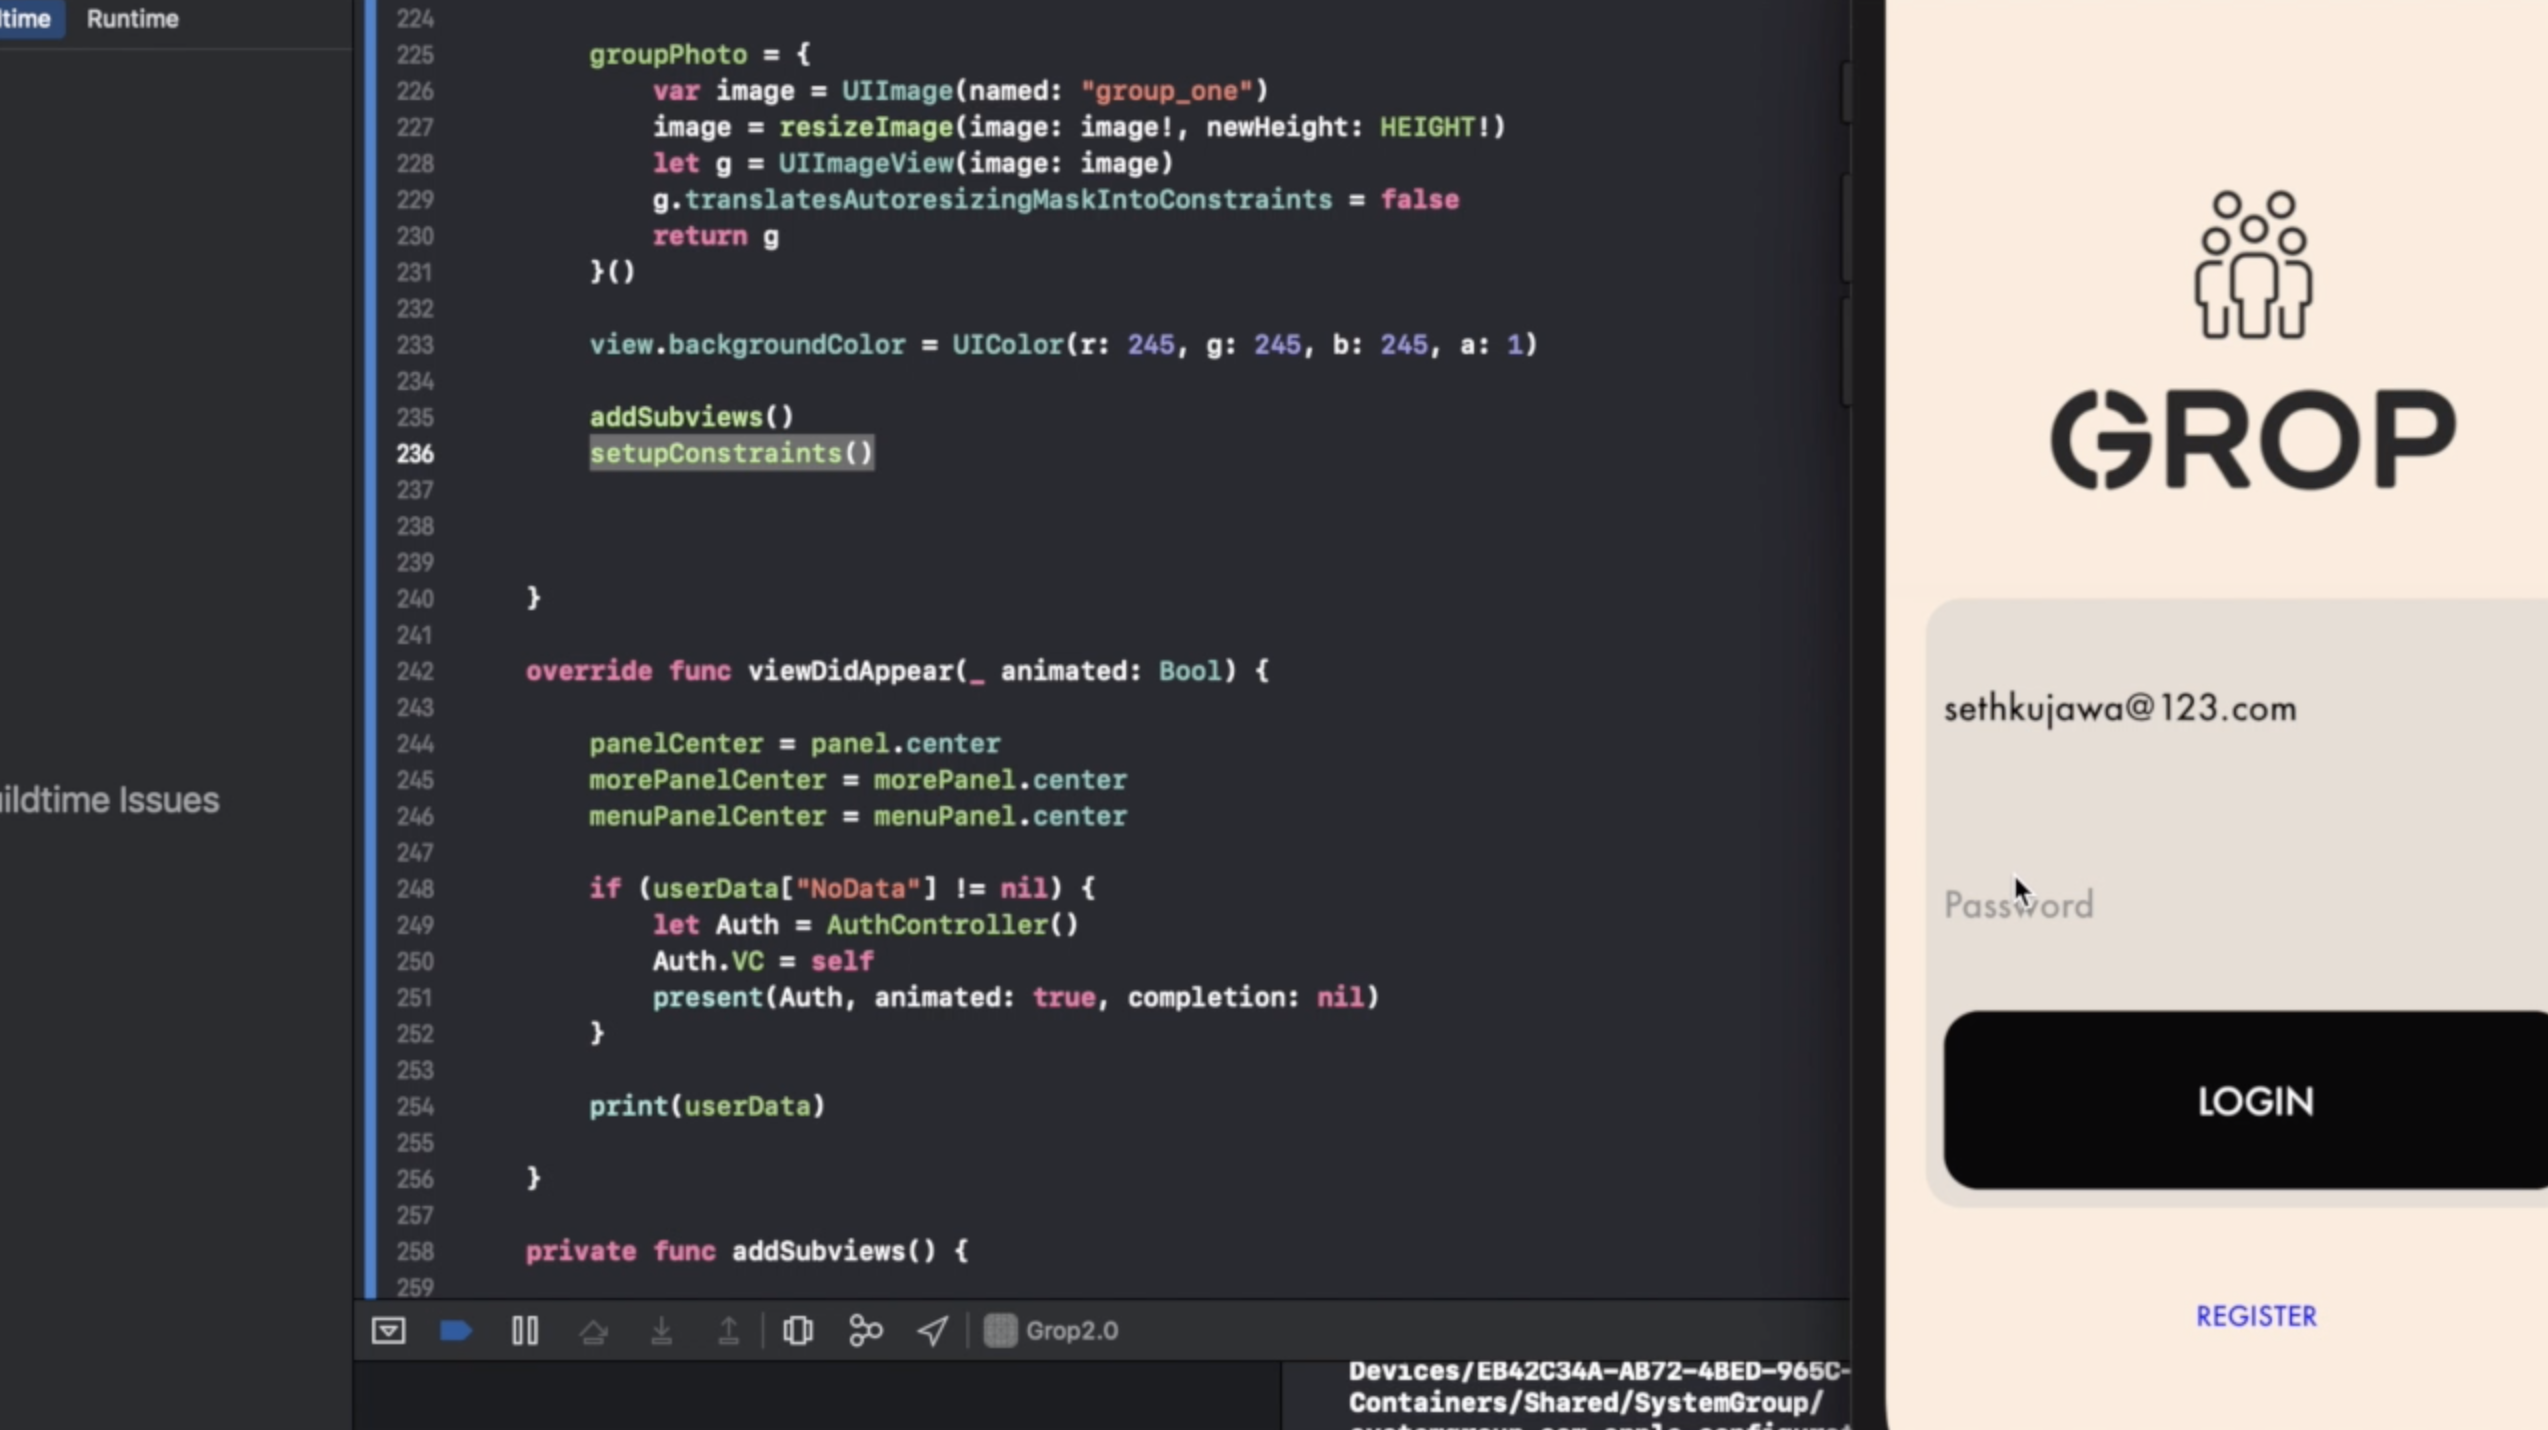 Runtime
ildtime Issues
224
225 groupPhoto = {
226 var image = UIImage(named: "group_one")
227 image = resizeImage(image: image!, newHeight: HEIGHT!)
228 let g = UIImageView(image: image)
229 g.translatesAutoresizingMaskIntoConstraints = false
230 return g
231 }()
232
233 view.backgroundColor = UIColor(r: 245, g: 245, b: 245, a: 1)
234
235 addSubviews()
236 setupConstraints()
237
238
239
240 }
241
242 override func viewDidAppear(_ animated: Bool) {
243
244 panelCenter = panel.center
245 morePanelCenter = morePanel.center
246 menuPanelCenter = menuPanel.center
247
248 if (userData["NoData"] != nil) {
249 let Auth = AuthController()
250 Auth.VC = self
251 present(Auth, animated: true, completion: nil)
252 }
253
254 print(userData)
255
256 }
257
258 private func addSubviews() {
259
Grop2.0
Devices/EB42C34A-AB72-4BED-965C-
Containers/Shared/SystemGroup/
GROP
sethkujawa@123.com
Password
LOGIN
REGISTER